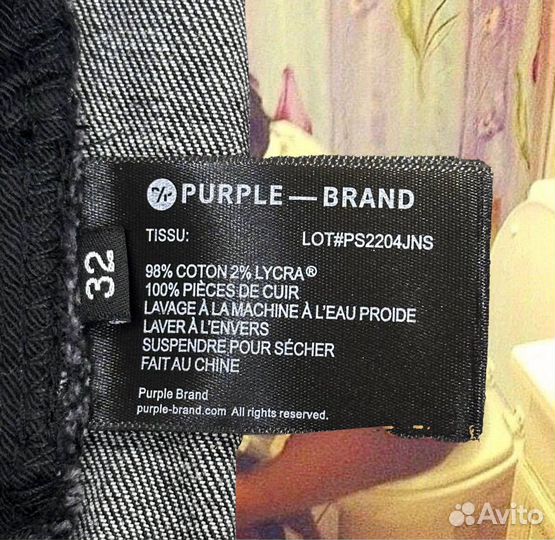 PURPLE — BRAND
TISSU: LOT#PS2204JNS
98% COTON 2% LYCRA®
100% PIÈCES DE CUIR
LAVAGE À LA MACHINE À L'EAU PROIDE
LAVER À L'ENVERS
SUSPENDRE POUR SÉCHER
FAIT AU CHINE
Purple Brand
purple-brand.com All rights reserved.
32
Avito